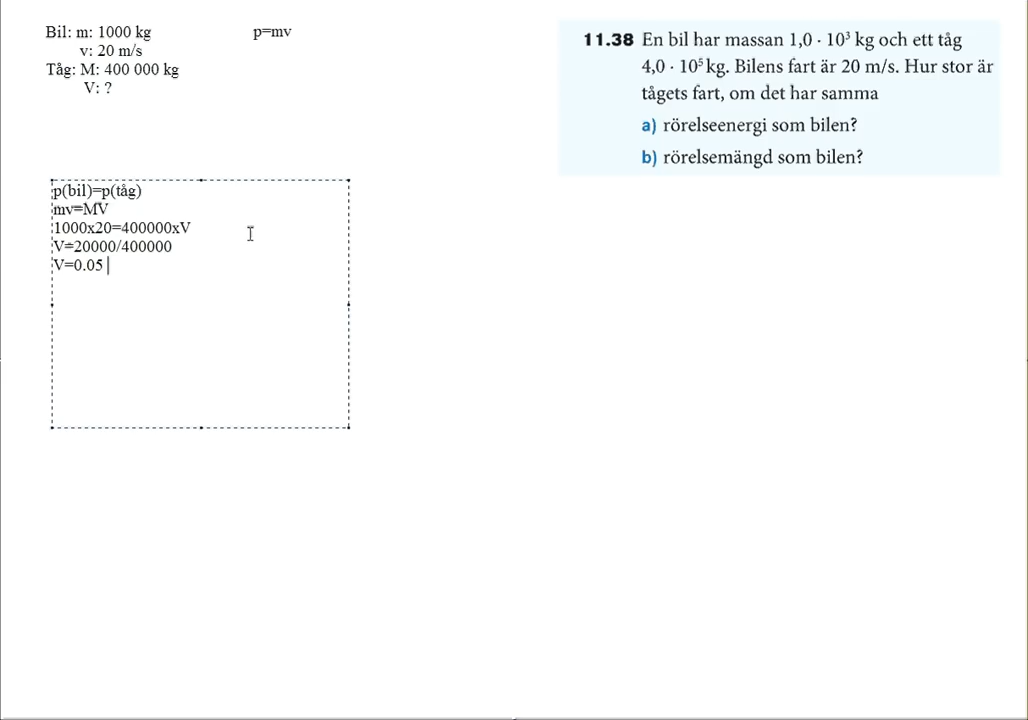 Bil: m: 1000 kg
v: 20 m/s
Tåg: M: 400 000 kg
V: ?
p=mv
11.38 En bil har massan 1,0 · 10³ kg och ett tåg
4,0 · 10⁵ kg. Bilens fart är 20 m/s. Hur stor är
tågets fart, om det har samma
a) rörelseenergi som bilen?
b) rörelsemängd som bilen?
p(bil)=p(tåg)
mv=MV
1000x20=400000xV
V=20000/400000
V=0.05